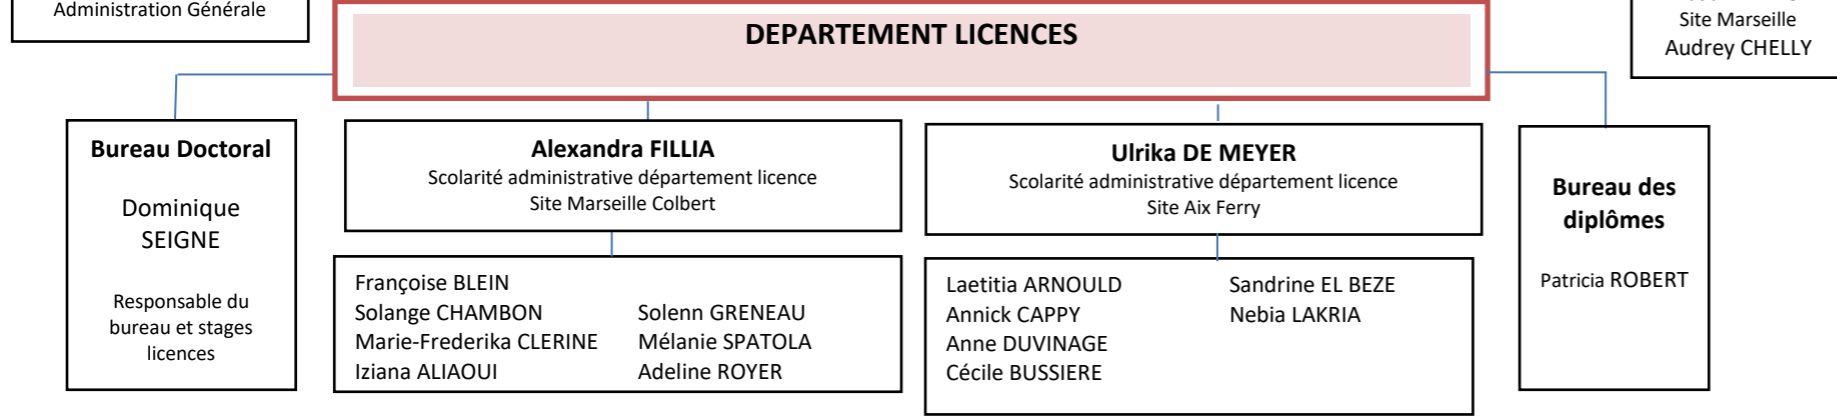 Administration Générale
Site Marseille
Audrey CHELLY
DEPARTEMENT LICENCES
Bureau Doctoral
Dominique
SEIGNE
Responsable du
bureau et stages
licences
Alexandra FILLIA
Scolarité administrative département licence
Site Marseille Colbert
Françoise BLEIN
Solange CHAMBON
Marie-Frederika CLERINE
Iziana ALIAOUI
Solenn GRENEAU
Mélanie SPATOLA
Adeline ROYER
Ulrika DE MEYER
Scolarité administrative département licence
Site Aix Ferry
Laetitia ARNOULD
Annick CAPPY
Anne DUVINAGE
Cécile BUSSIERE
Sandrine EL BEZE
Nebia LAKRIA
Bureau des
diplômes
Patricia ROBERT